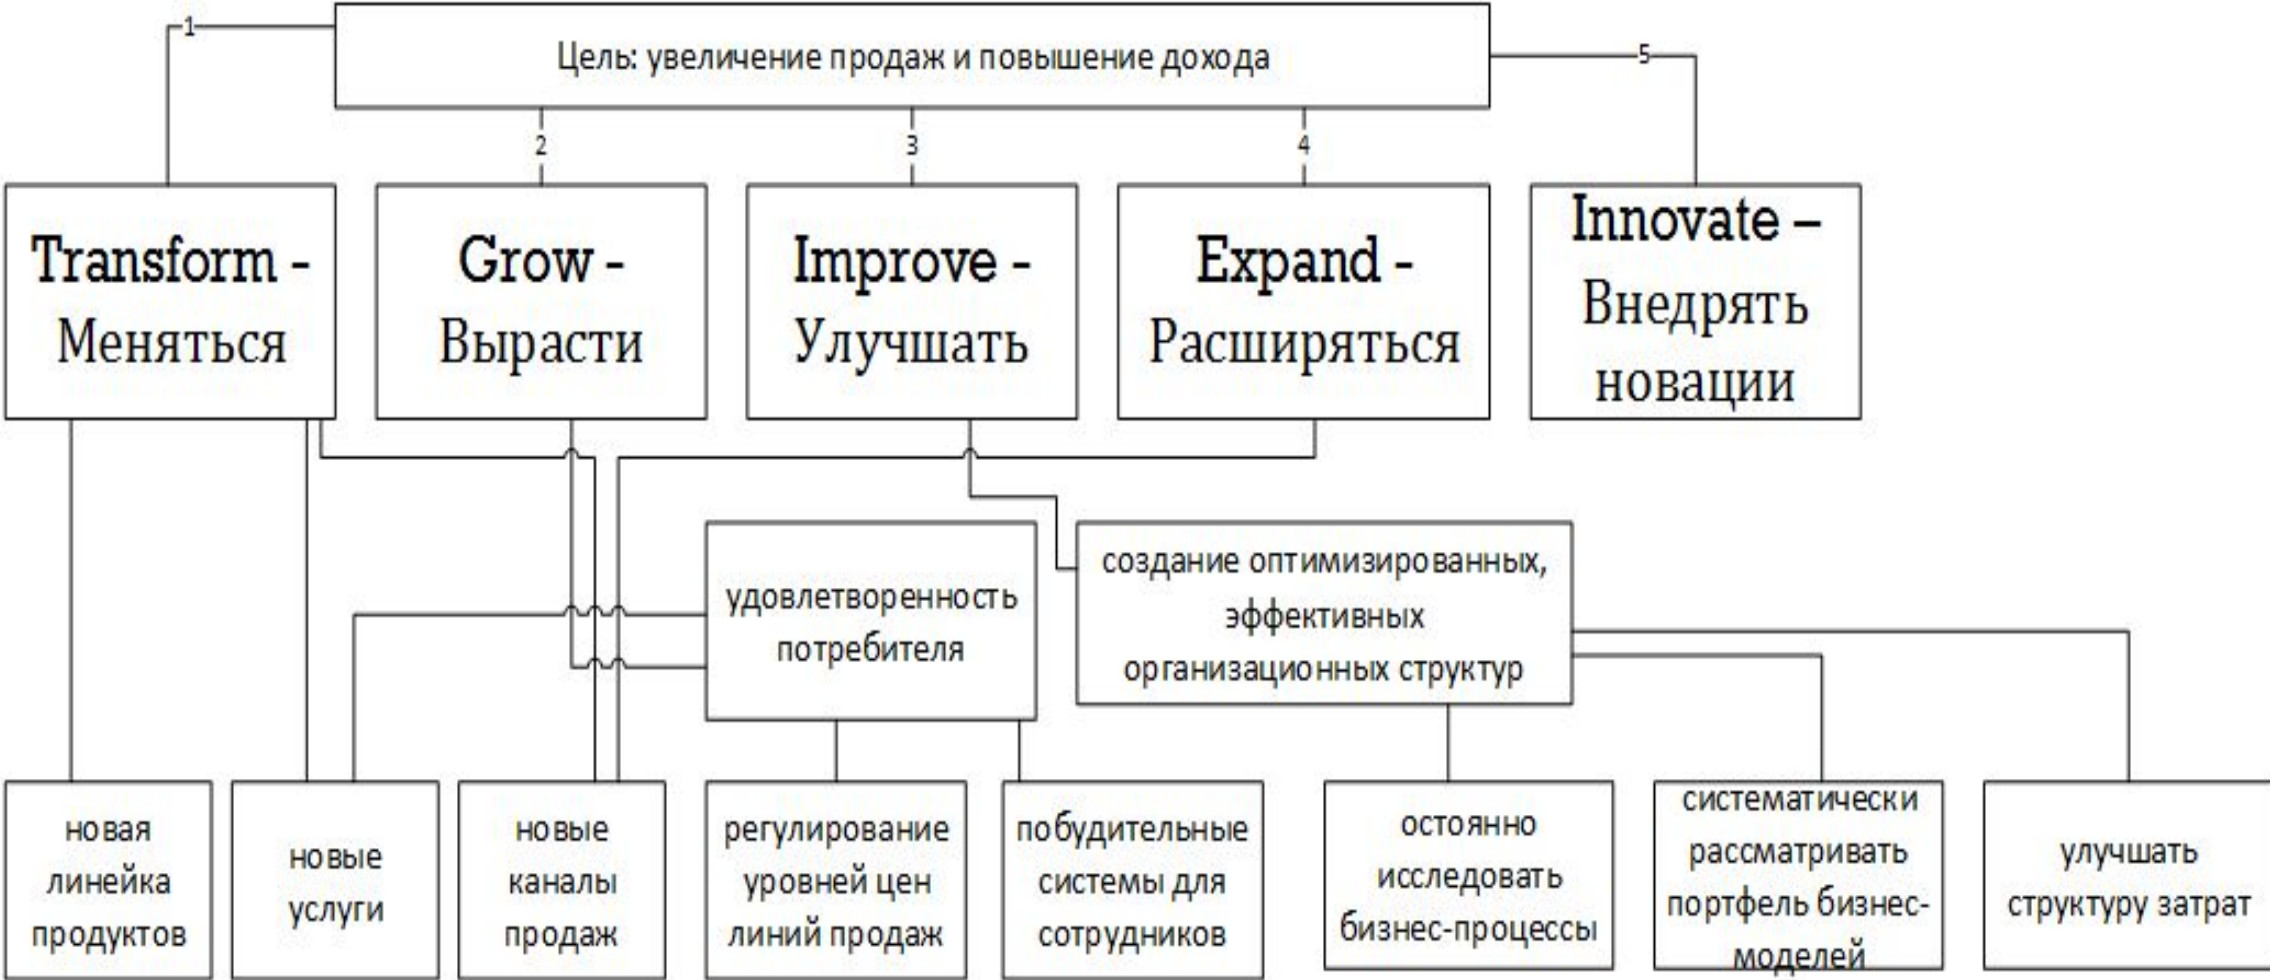 1
Цель: увеличение продаж и повышение дохода
5
2
3
4
Transform -
Меняться
Grow -
Вырасти
Improve -
Улучшать
Expand -
Расширяться
Innovate –
Внедрять
новации
удовлетворенность
потребителя
создание оптимизированных,
эффективных
организационных структур
новая
линейка
продуктов
новые
услуги
новые
каналы
продаж
регулирование
уровней цен
линий продаж
побудительные
системы для
сотрудников
остоянно
исследовать
бизнес-процессы
систематически
рассматривать
портфель бизнес-
моделей
улучшать
структуру затрат